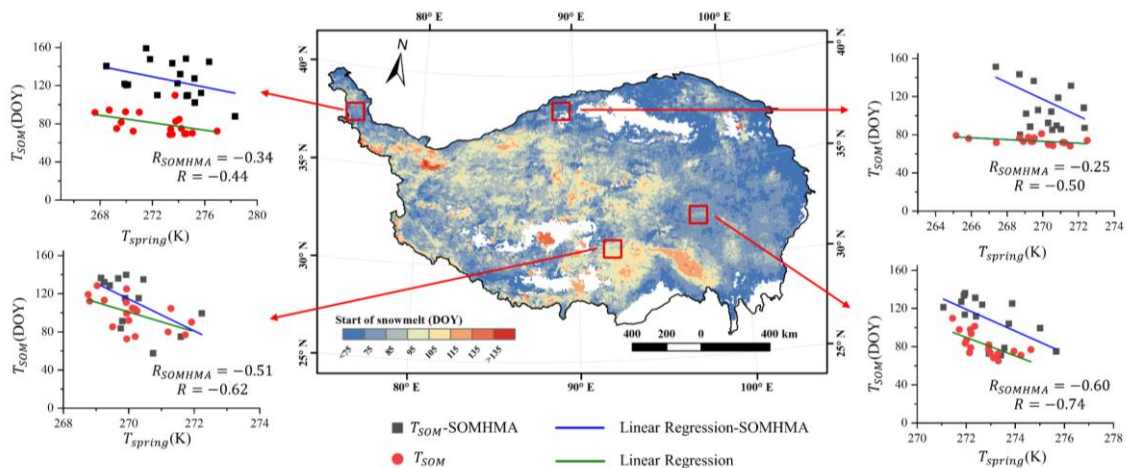 80° E
90° E
100° E
40° N
35° N
30° N
25° N
40° N
35° N
30° N
25° N
80° E
90° E
100° E
N
Start of snowmelt (DOY)
<75
75
85
95
105
115
135
>135
400 200 0 400 km
T_SOM(DOY)
160
120
80
40
0
268 272 276 280
T_spring(K)
R_SOMHMA = −0.34
R = −0.44
T_SOM(DOY)
160
120
80
40
0
264 266 268 270 272 274
T_spring(K)
R_SOMHMA = −0.25
R = −0.50
T_SOM(DOY)
160
120
80
40
0
268 270 272 274
T_spring(K)
R_SOMHMA = −0.51
R = −0.62
T_SOM(DOY)
160
120
80
40
0
270 272 274 276 278
T_spring(K)
R_SOMHMA = −0.60
R = −0.74
T_SOM-SOMHMA
Linear Regression-SOMHMA
T_SOM
Linear Regression